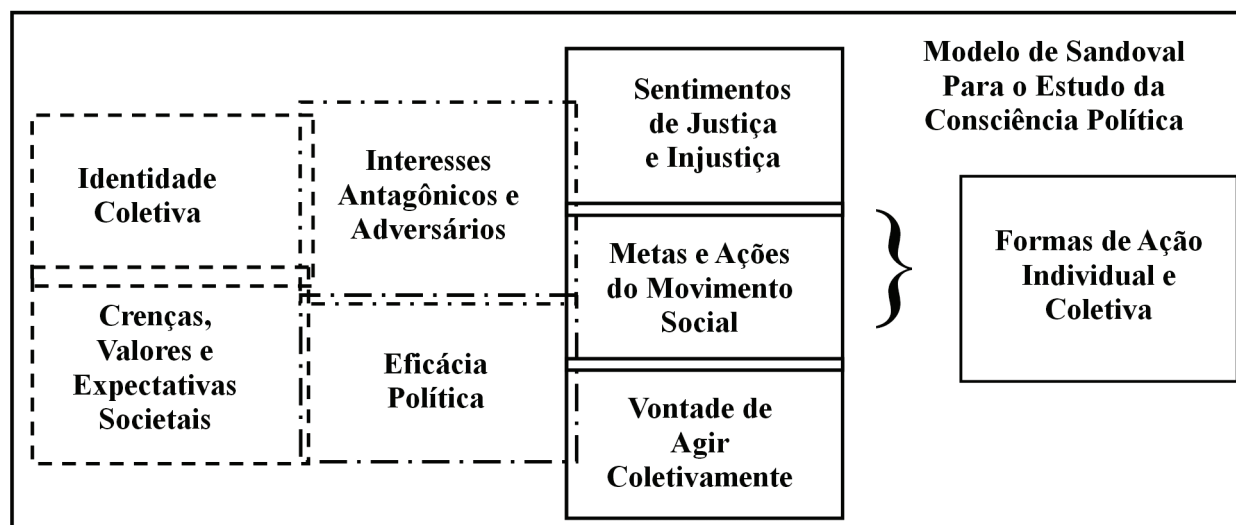 Modelo de Sandoval
Para o Estudo da
Consciência Política
Identidade
Coletiva
Crenças,
Valores e
Expectativas
Societais
Interesses
Antagônicos e
Adversários
Eficácia
Política
Sentimentos
de Justiça
e Injustiça
Metas e Ações
do Movimento
Social
Vontade de
Agir
Coletivamente
Formas de Ação
Individual e
Coletiva